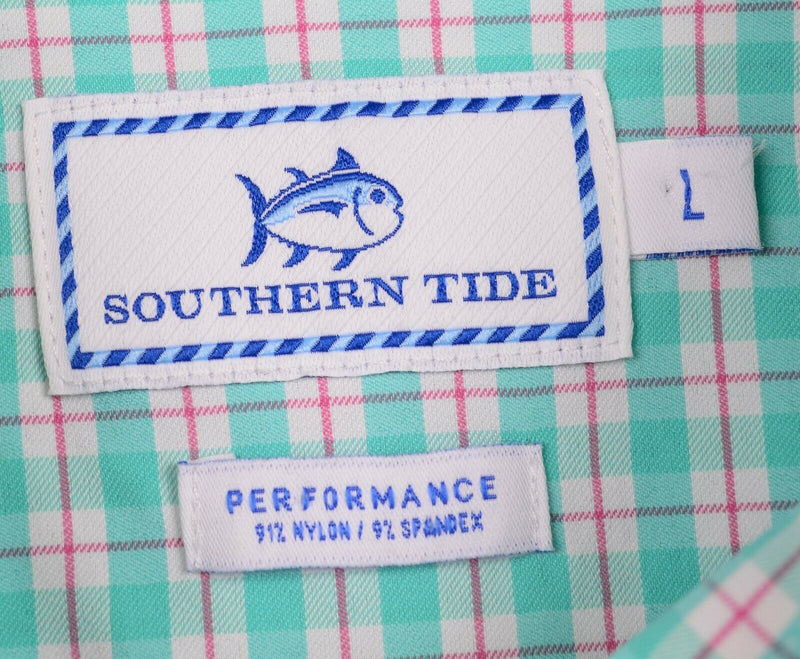 SOUTHERN TIDE
L
PERFORMANCE
91% NYLON / 9% SPANDEX